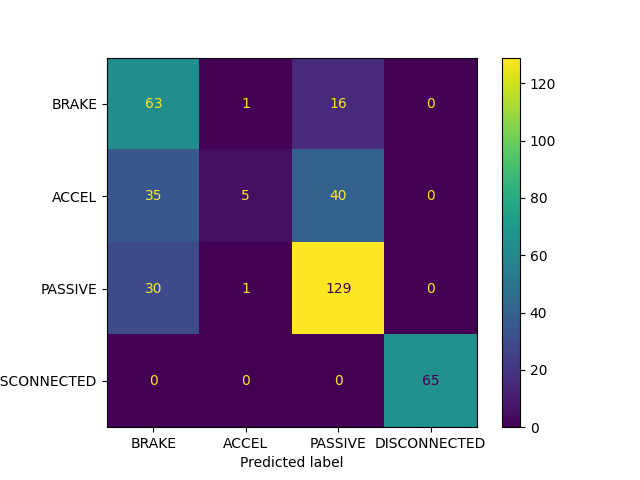 120
BRAKE 63 1 16 0
100
80
ACCEL 35 5 40 0
60
PASSIVE 30 1 129 0
40
20
SCONNECTED 0 0 0 65
0
BRAKE ACCEL PASSIVE DISCONNECTED
Predicted label